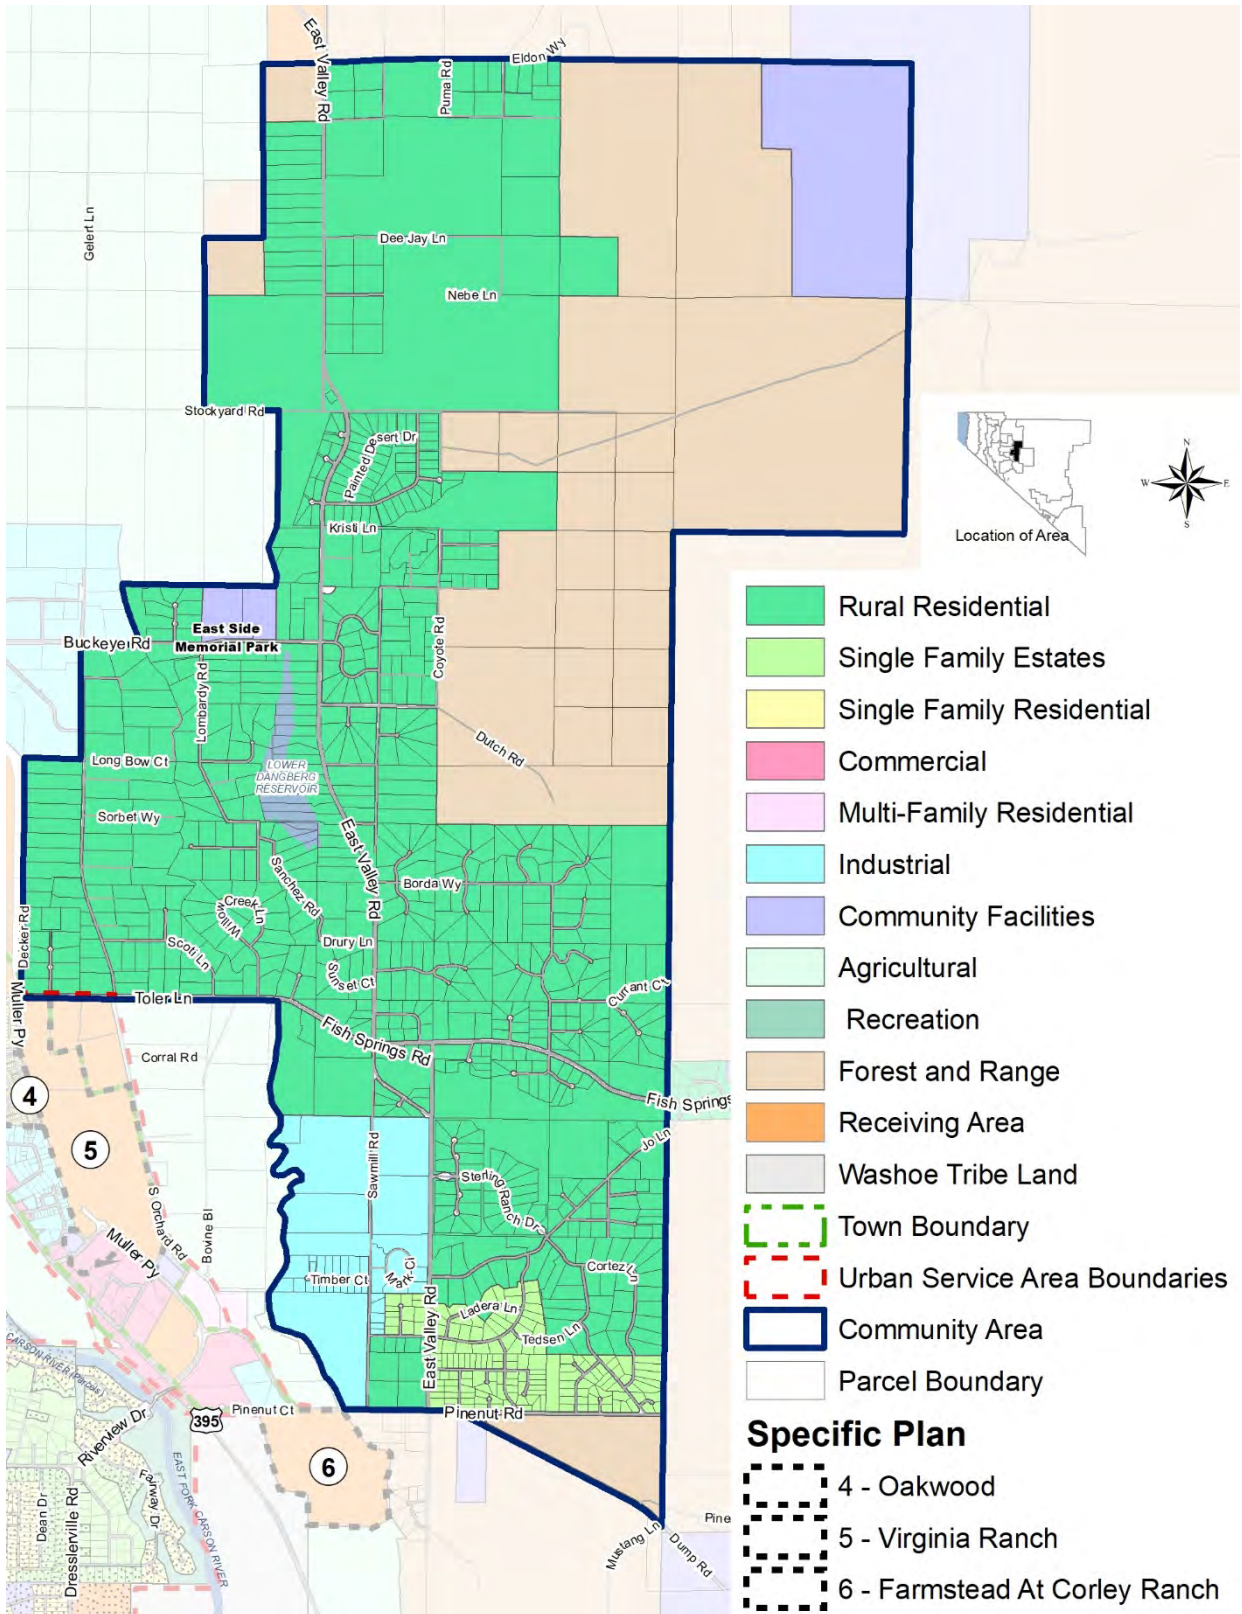 East Valley Rd
Eldon Wy
Puma Rd
Gelert Ln
Dee Jay Ln
Nebe Ln
Stockyard Rd
Painted Desert Dr
Kristi Ln
Location of Area
N
W
E
S
East Side
Memorial Park
Buckeye Rd
Lombardy Rd
Coyote Rd
Dutch Rd
Long Bow Ct
LOWER
DANGBERG
RESERVOIR
Sorbet Wy
East Valley Rd
Sanchez Rd
Borda Wy
Creek Ln
Willow
Decker Rd
Scoti Ln
Drury Ln
Sunset Ct
Currant Ct
Muller Py
Toler Ln
Fish Springs Rd
Corral Rd
Fish Springs
4
5
Jo Ln
Sawmill Rd
Sterling Ranch Dr
S Orchard Rd
Bovine Bl
Muller Py
Timber Ct
Mark Cl
Cortez Ln
Ladera Ln
Tedsen Ln
East Valley Rd
CARSON RIVER (Parcels)
Pinenut Ct
395
Pinenut Rd
Riverview Dr
6
EAST FORK CARSON RIVER
Fairway Dr
Dean Dr
Dresslerville Rd
Pine
Mustang Ln
Dump Rd
Rural Residential
Single Family Estates
Single Family Residential
Commercial
Multi-Family Residential
Industrial
Community Facilities
Agricultural
Recreation
Forest and Range
Receiving Area
Washoe Tribe Land
Town Boundary
Urban Service Area Boundaries
Community Area
Parcel Boundary
Specific Plan
4 - Oakwood
5 - Virginia Ranch
6 - Farmstead At Corley Ranch